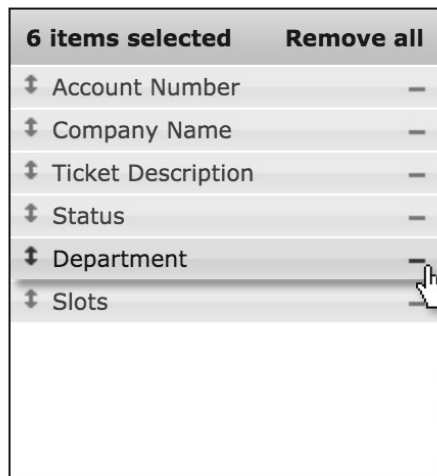 6 items selected Remove all
Account Number
Company Name
Ticket Description
Status
Department
Slots